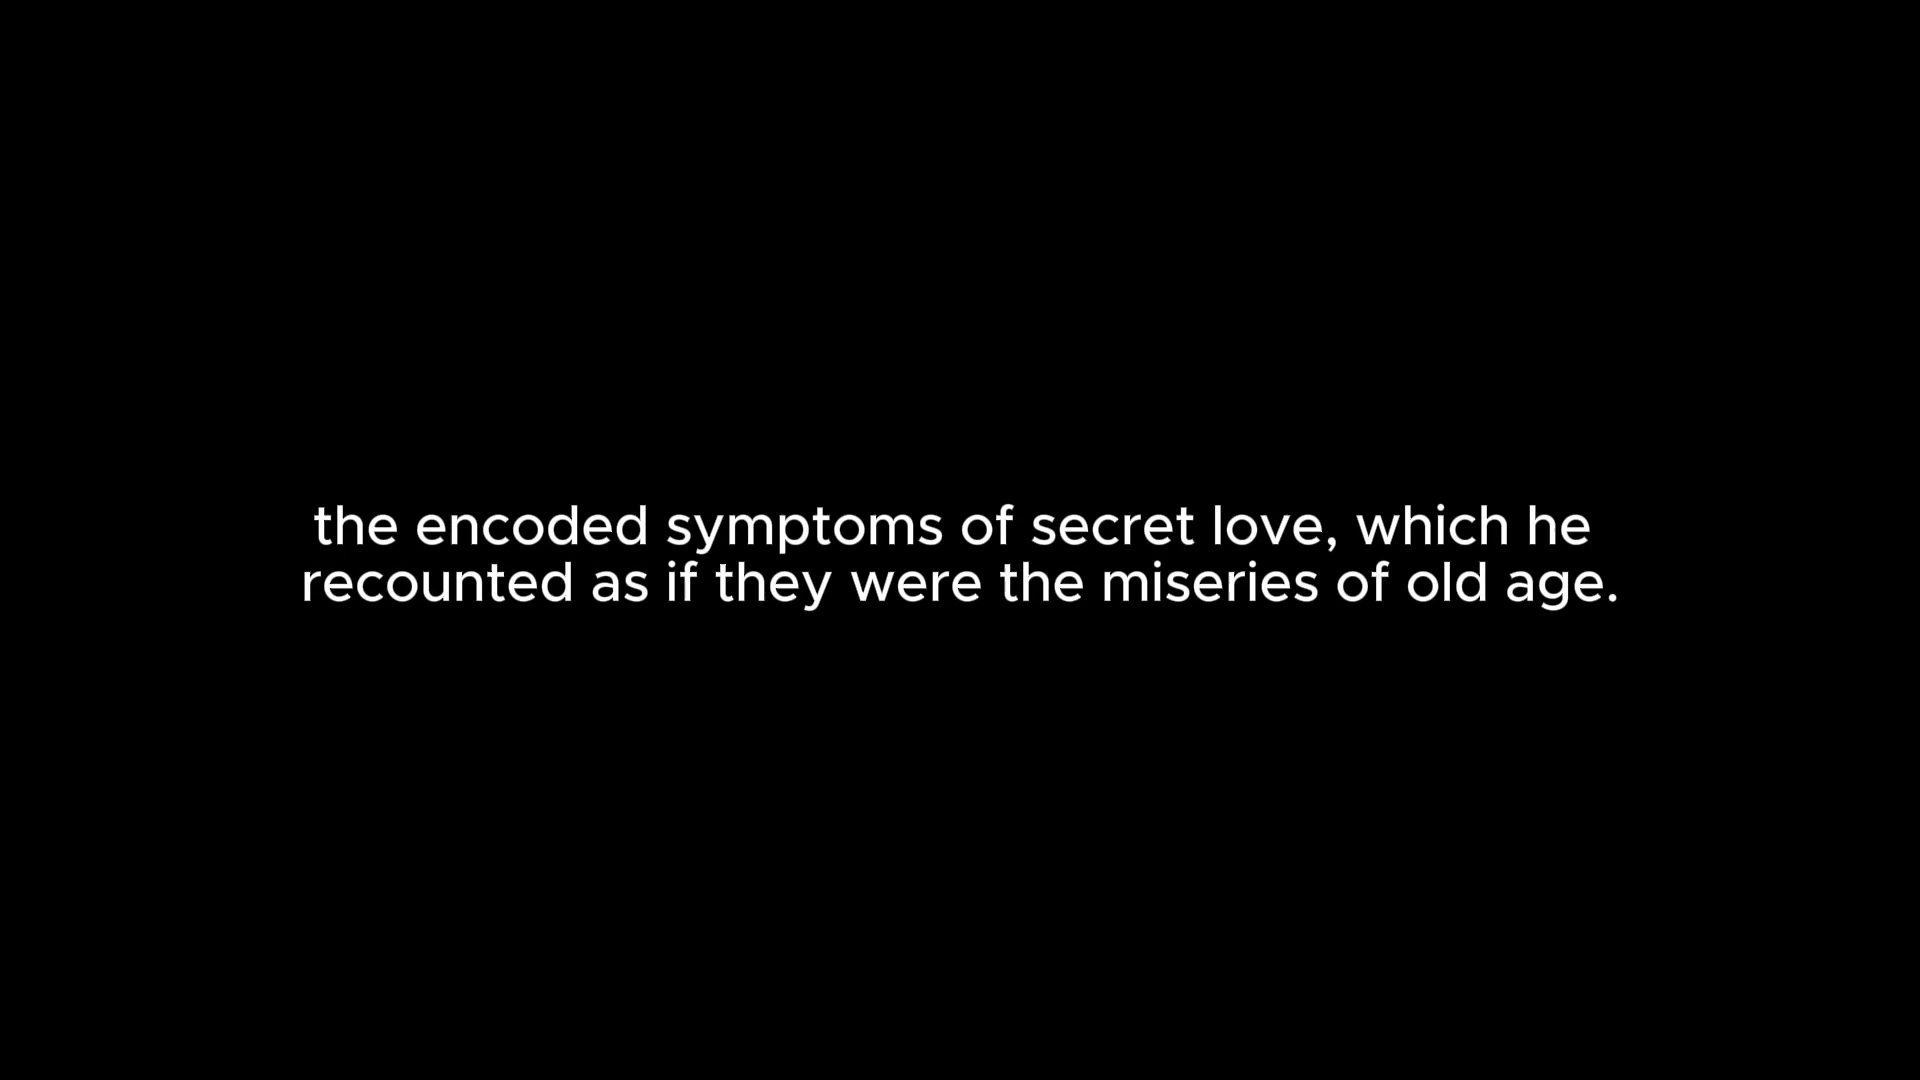 the encoded symptoms of secret love, which he
recounted as if they were the miseries of old age.